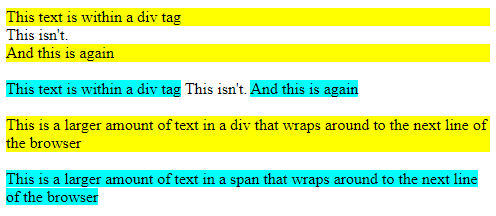 This text is within a div tag
This isn't.
And this is again
This text is within a div tag This isn't. And this is again
This is a larger amount of text in a div that wraps around to the next line of
the browser
This is a larger amount of text in a span that wraps around to the next line
of the browser